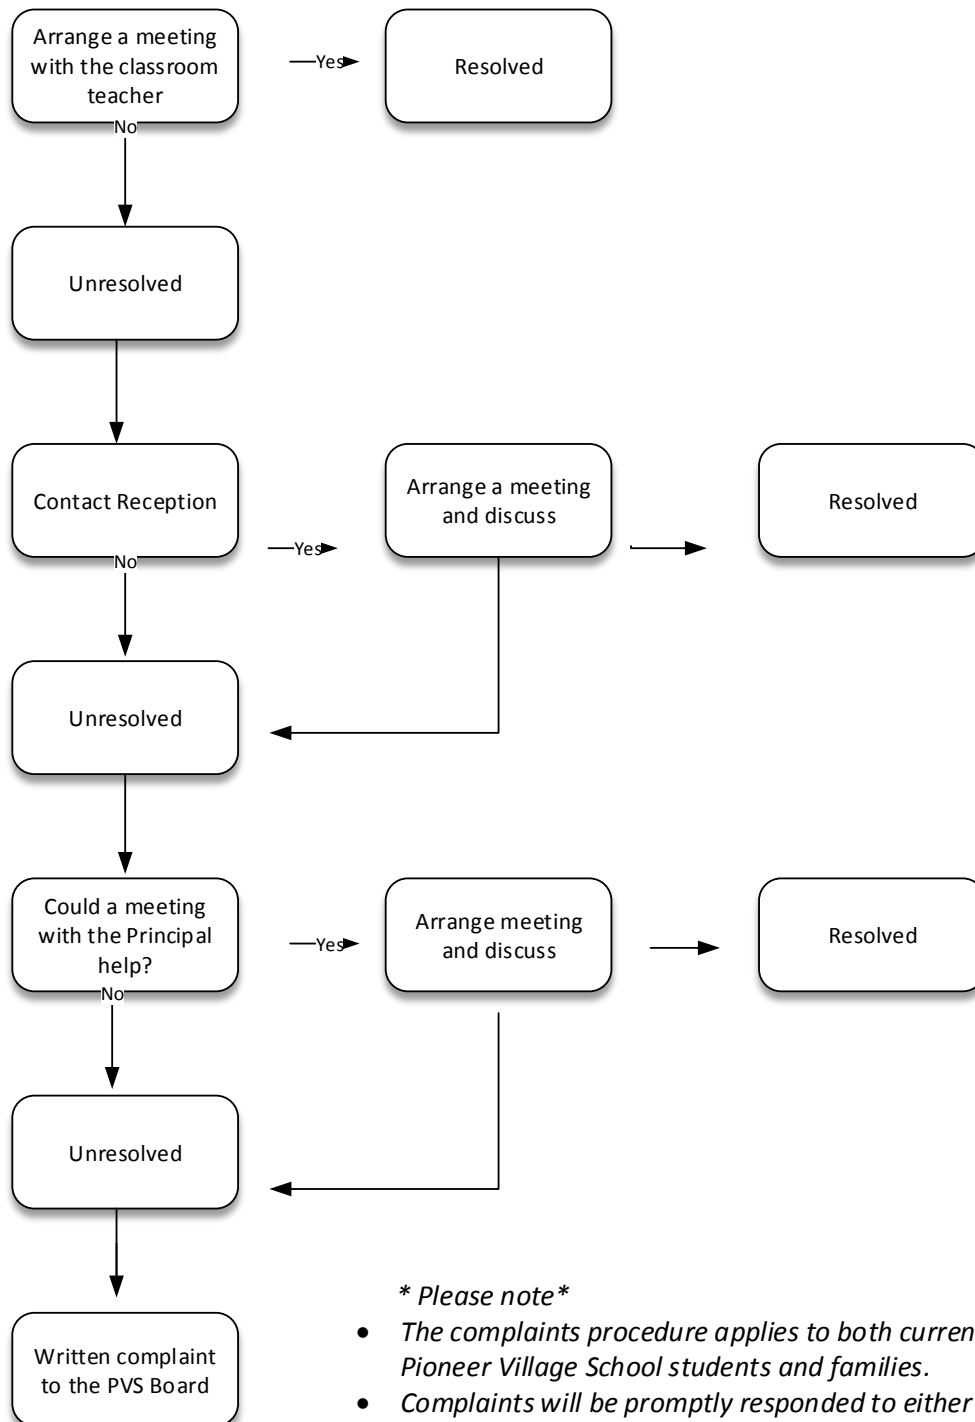 Arrange a meeting
with the classroom
teacher
Yes
Resolved
No
Unresolved
Contact Reception
Yes
Arrange a meeting
and discuss
Resolved
No
Unresolved
Could a meeting
with the Principal
help?
Yes
Arrange meeting
and discuss
Resolved
No
Unresolved
Written complaint
to the PVS Board
* Please note*
• The complaints procedure applies to both curren
Pioneer Village School students and families.
• Complaints will be promptly responded to either